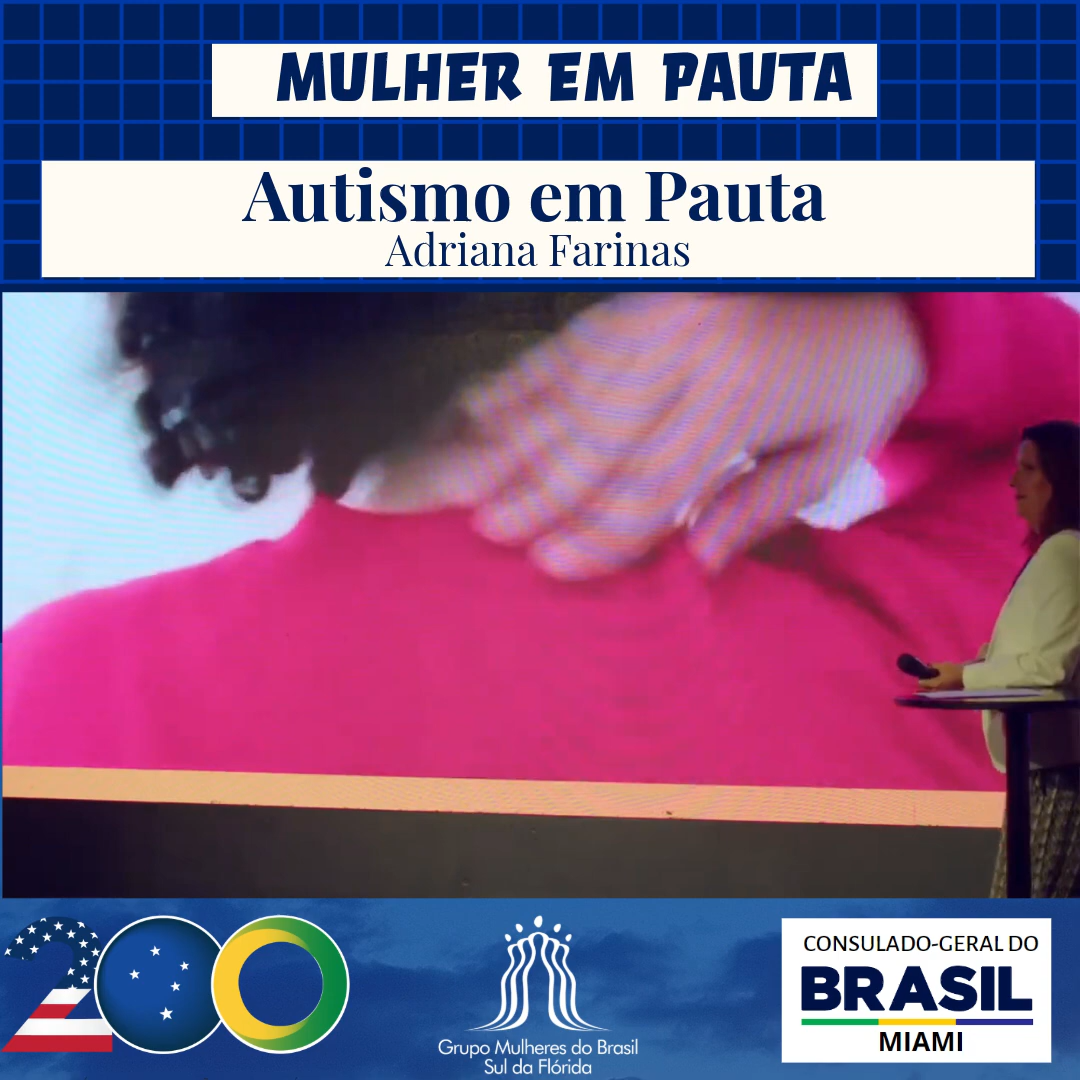 MULHER EM PAUTA
Autismo em Pauta
Adriana Farinas
200
Grupo Mulheres do Brasil
Sul da Flórida
CONSULADO-GERAL DO
BRASIL
MIAMI